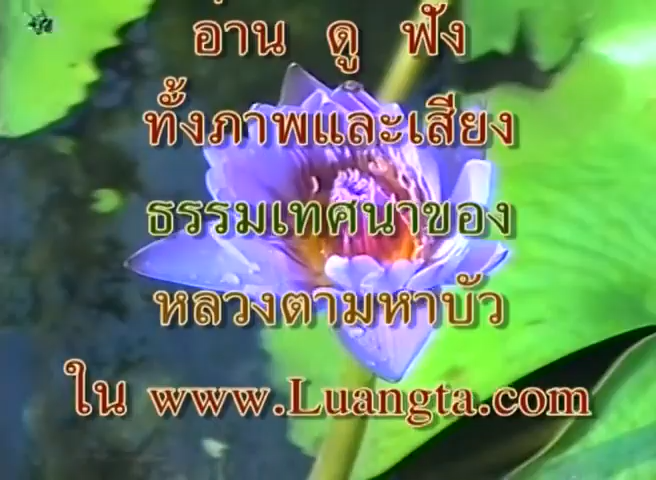 อ่าน ดู ฟัง
ทั้งภาพและเสียง
ธรรมเทศนาของ
หลวงตามหาบัว
ใน www.Luangta.com